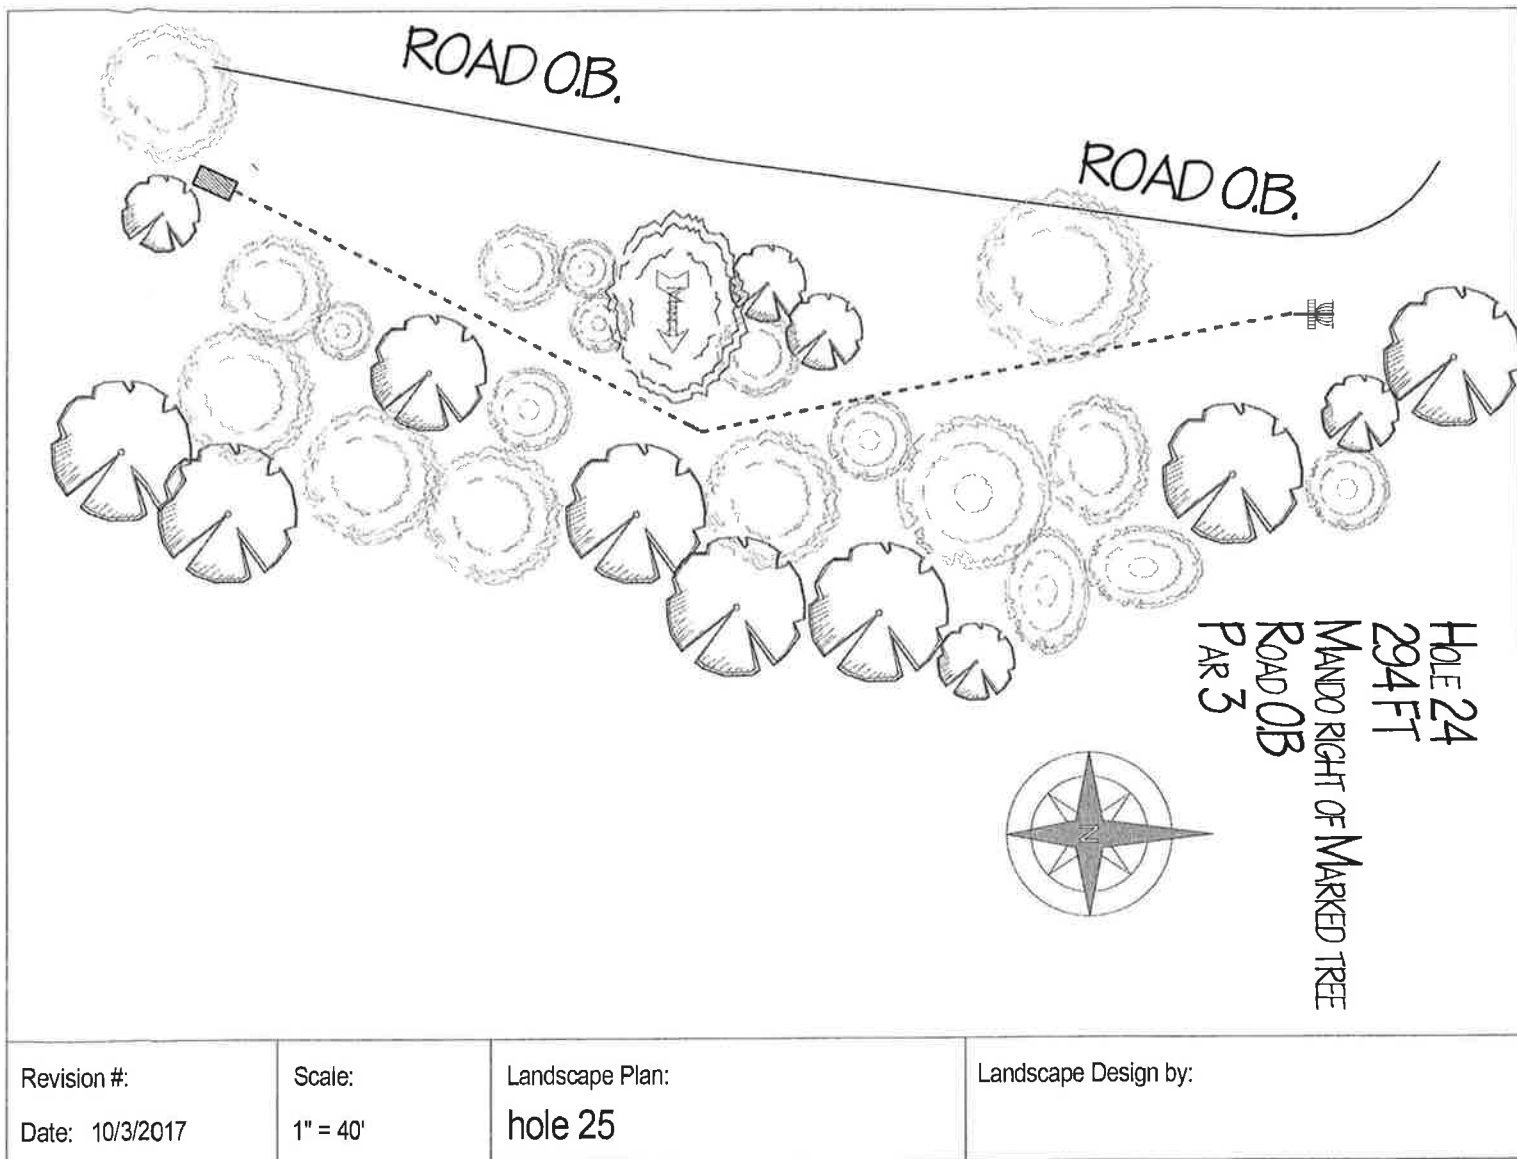 ROAD O.B.
ROAD O.B.
HOLE 24
294 FT
MANDO RIGHT OF MARKED TREE
ROAD O.B
PAR 3
N
Revision #:
Date: 10/3/2017
Scale:
1" = 40'
Landscape Plan:
hole 25
Landscape Design by: